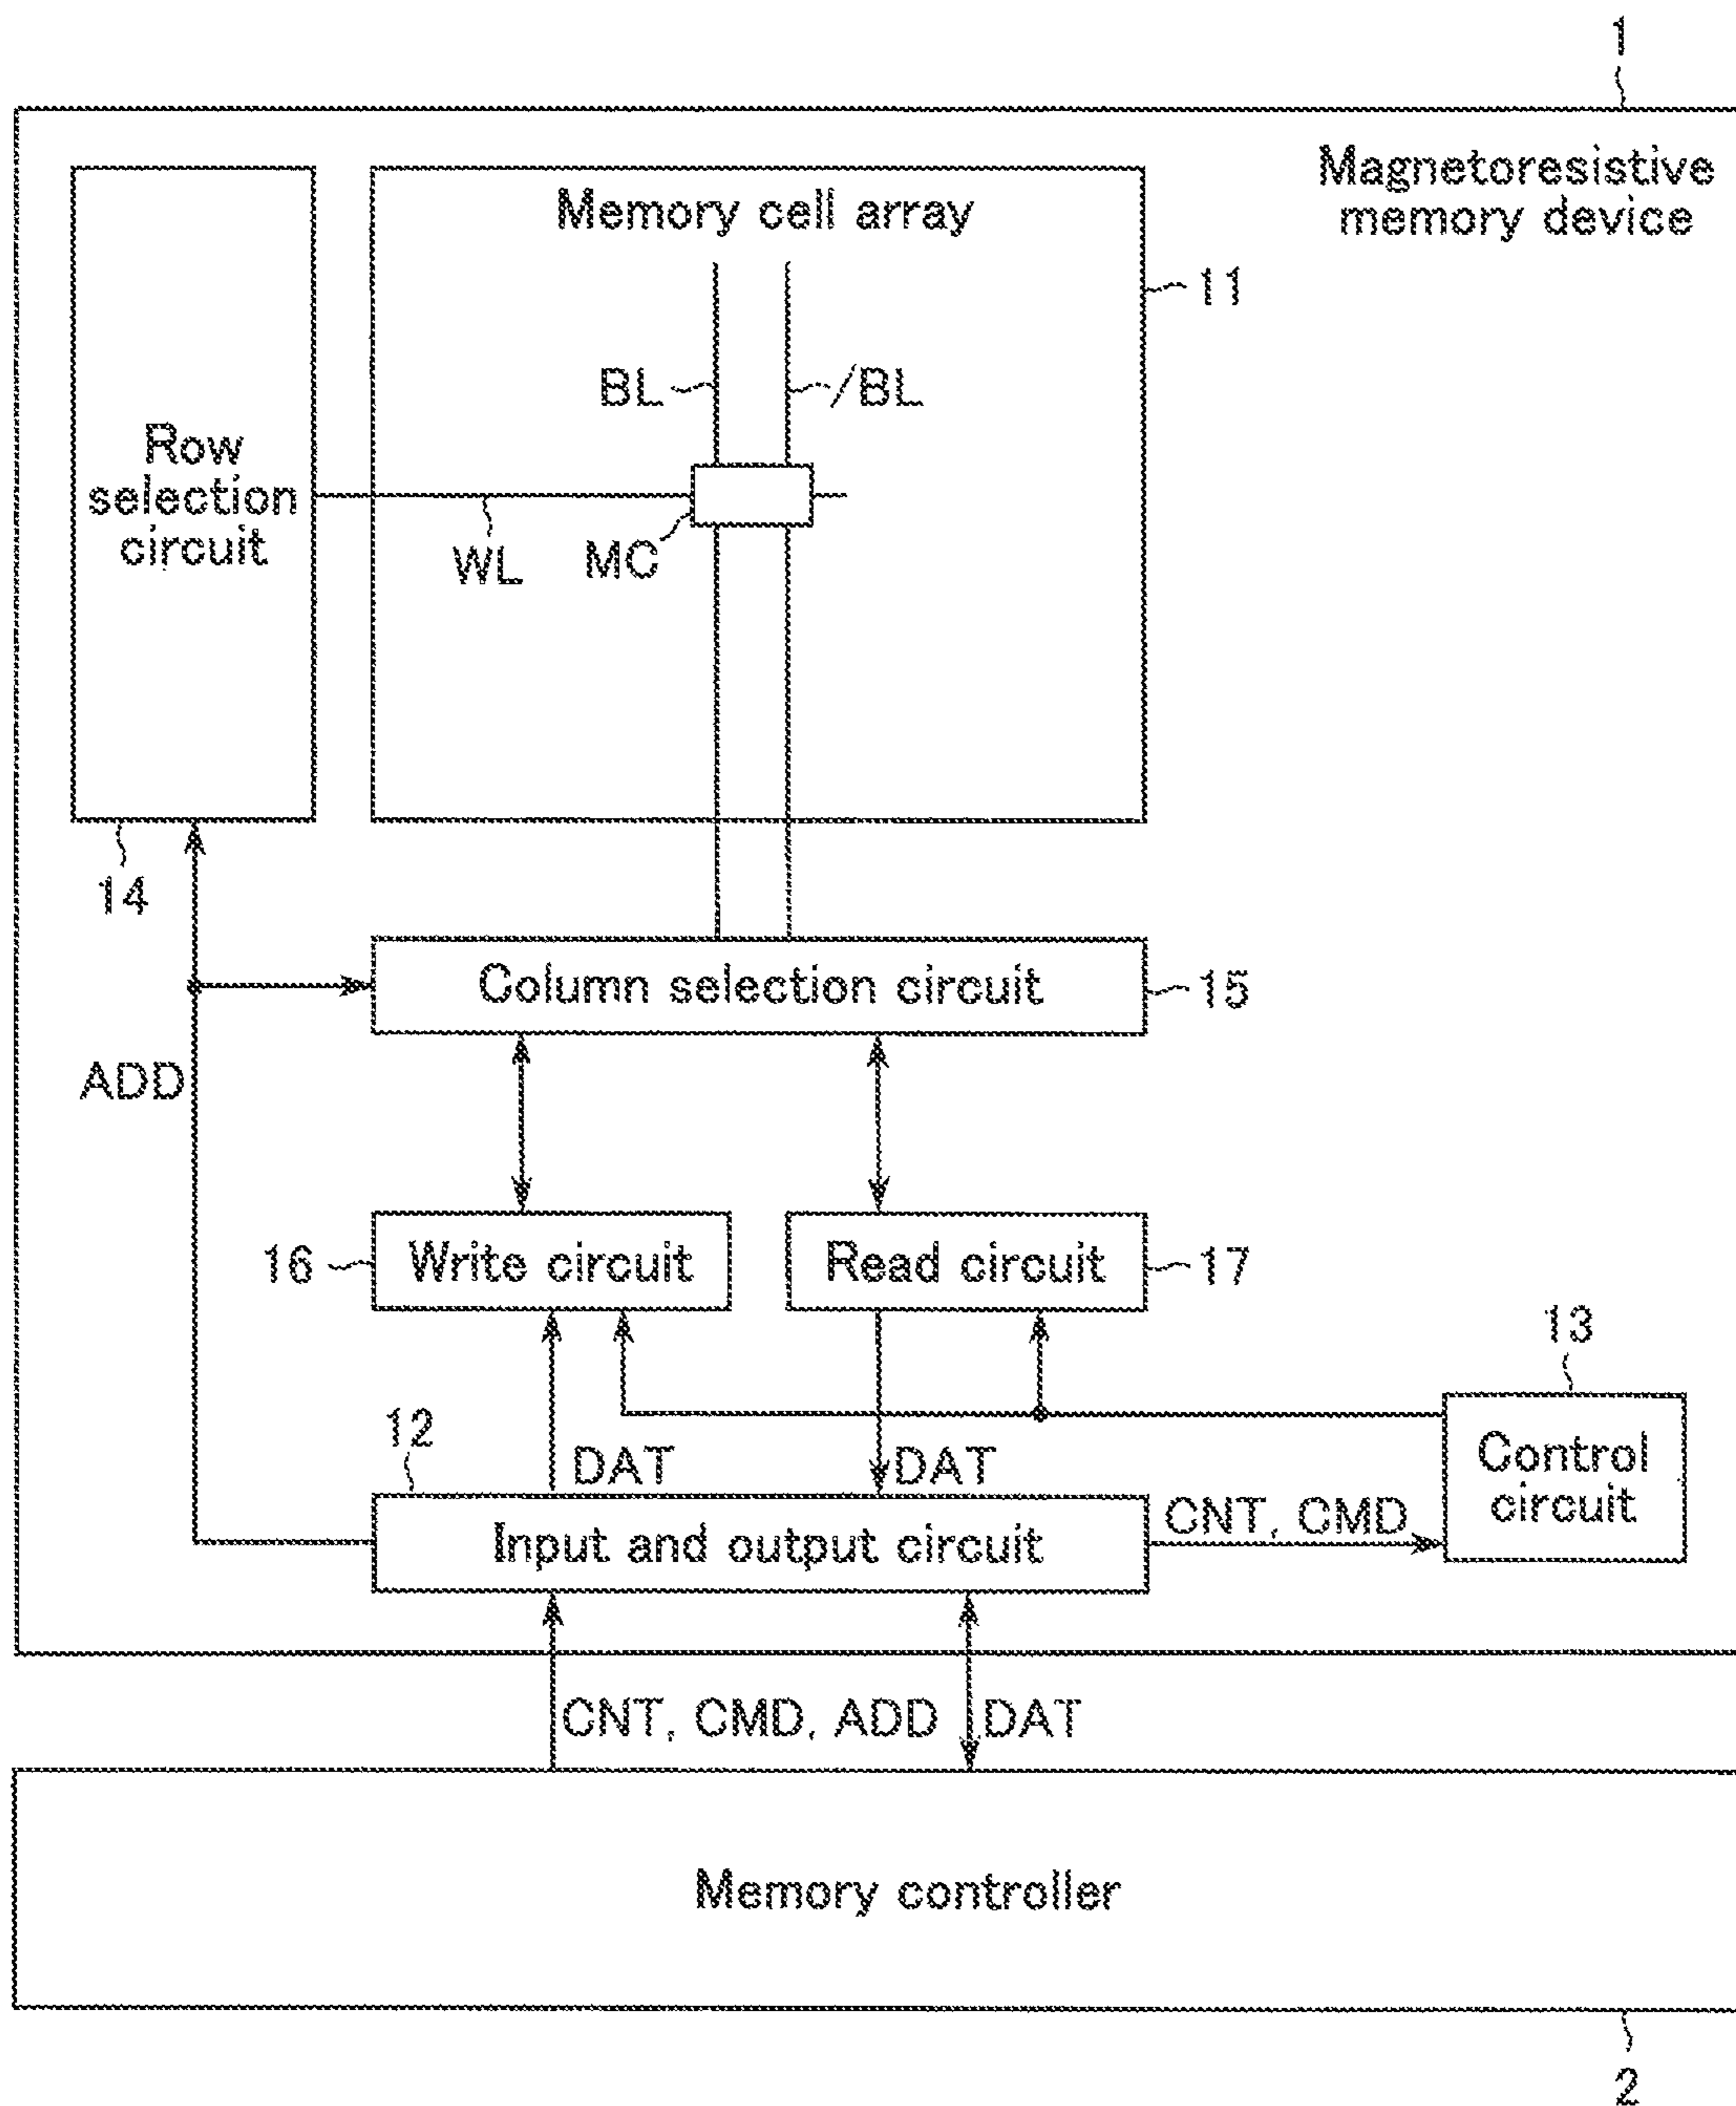 1
Magnetoresistive
memory device
Memory cell array
11
BL
/BL
Row
selection
circuit
WL
MC
14
Column selection circuit
15
ADD
16
Write circuit
Read circuit
17
13
12
DAT
DAT
Control
circuit
CNT, CMD
Input and output circuit
CNT, CMD, ADD
DAT
Memory controller
2